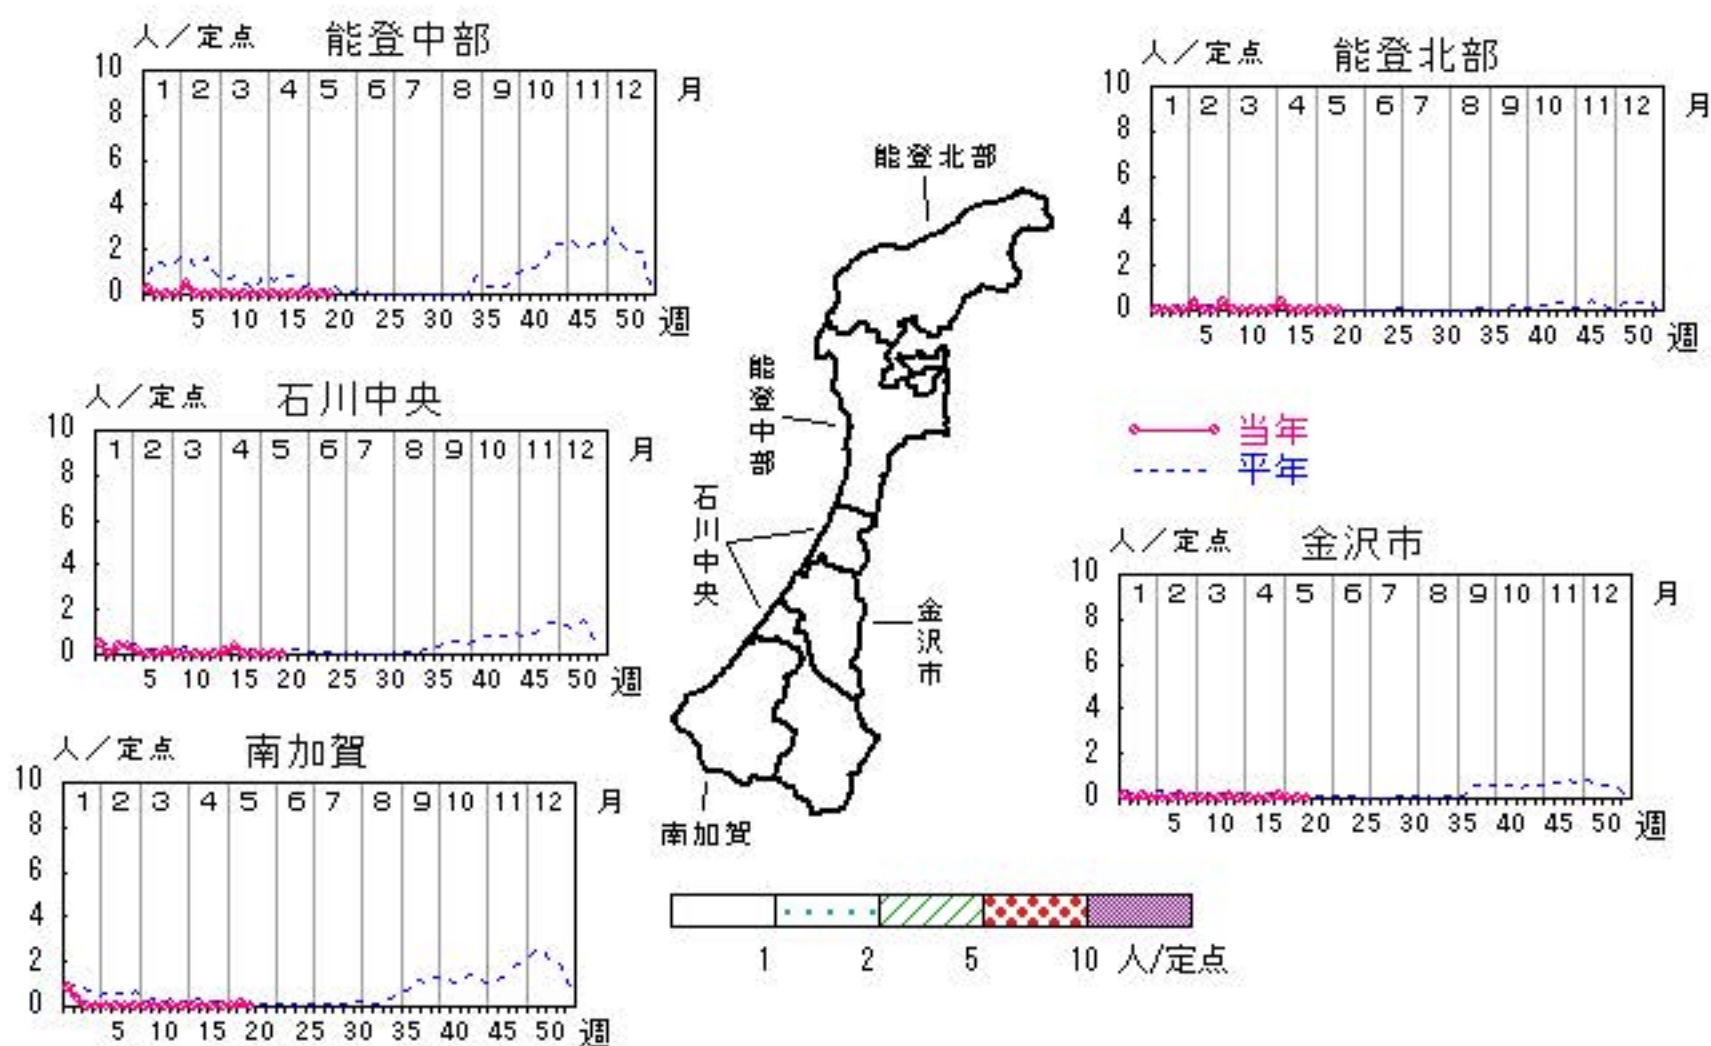 人／定点 能登中部
10 8 6 4 2 0
1 2 3 4 5 6 7 8 9 10 11 12 月
5 10 15 20 25 30 35 40 45 50 週
人／定点 能登北部
10 8 6 4 2 0
1 2 3 4 5 6 7 8 9 10 11 12 月
5 10 15 20 25 30 35 40 45 50 週
能登北部
能登中部
石川中央
金沢市
南加賀
人／定点 石川中央
10 8 6 4 2 0
1 2 3 4 5 6 7 8 9 10 11 12 月
5 10 15 20 25 30 35 40 45 50 週
当年
平年
人／定点 金沢市
10 8 6 4 2 0
1 2 3 4 5 6 7 8 9 10 11 12 月
5 10 15 20 25 30 35 40 45 50 週
人／定点 南加賀
10 8 6 4 2 0
1 2 3 4 5 6 7 8 9 10 11 12 月
5 10 15 20 25 30 35 40 45 50 週
1 2 5 10 人/定点